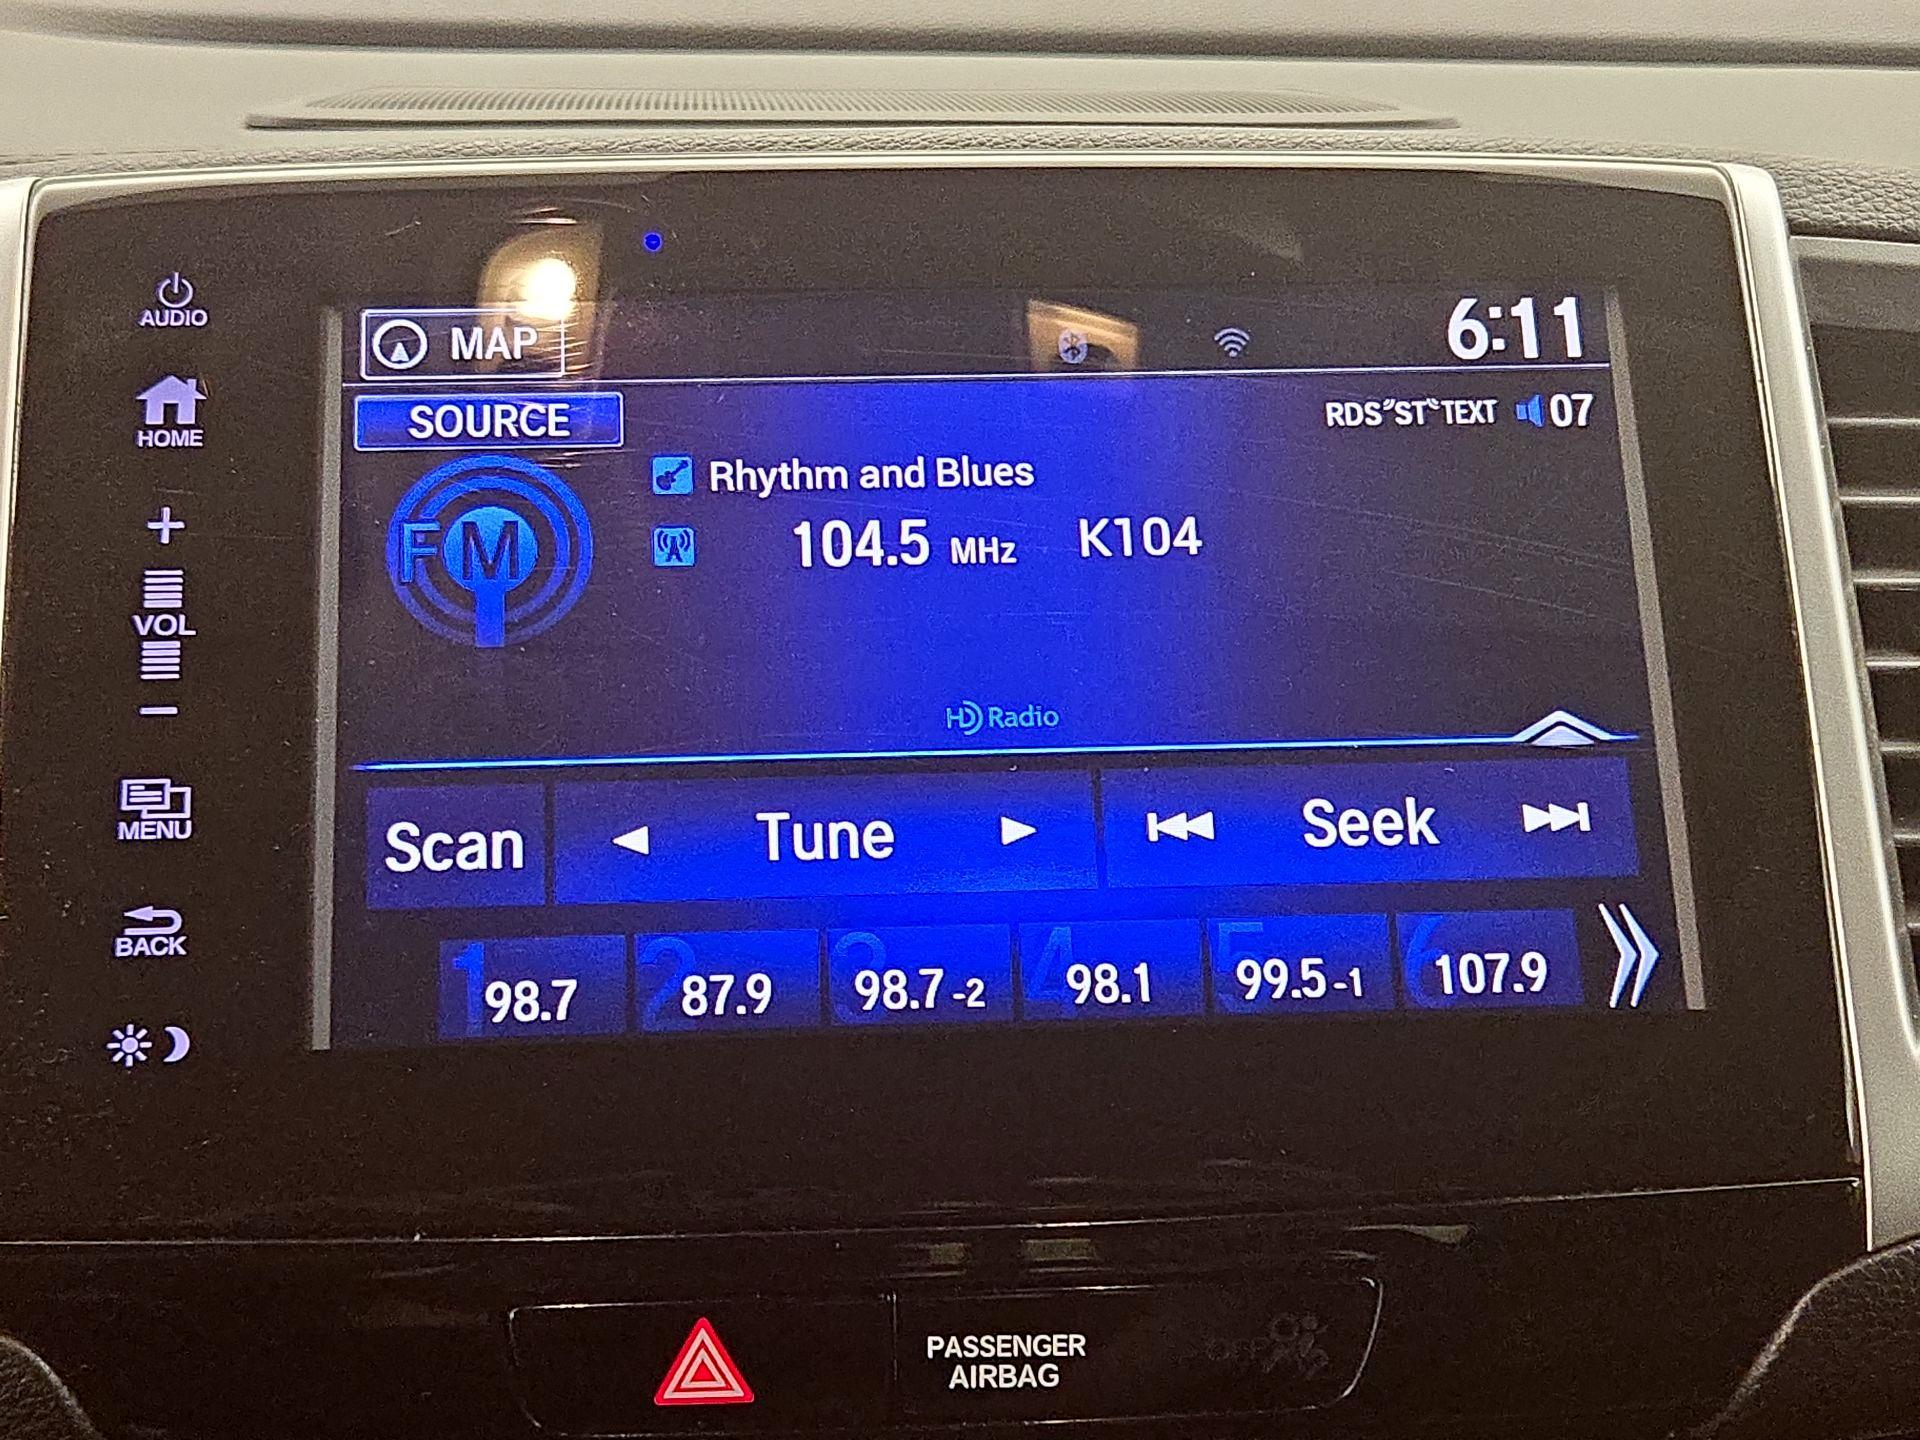 AUDIO
MAP
6:11
HOME
SOURCE
RDS "ST" TEXT 07
FM
Rhythm and Blues
104.5 MHz K104
+
VOL
−
HD Radio
MENU
Scan
Tune
Seek
BACK
1 98.7
2 87.9
3 98.7-2
4 98.1
5 99.5-1
6 107.9
PASSENGER
AIRBAG
OFF